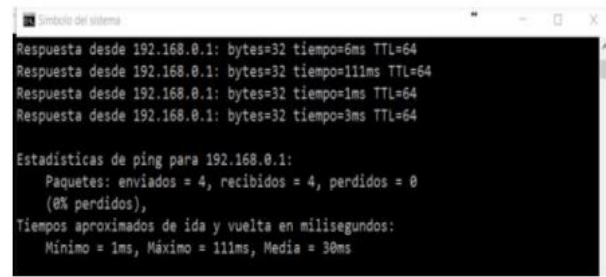 Símbolo del sistema
Respuesta desde 192.168.0.1: bytes=32 tiempo=6ms TTL=64
Respuesta desde 192.168.0.1: bytes=32 tiempo=111ms TTL=64
Respuesta desde 192.168.0.1: bytes=32 tiempo=1ms TTL=64
Respuesta desde 192.168.0.1: bytes=32 tiempo=3ms TTL=64
Estadísticas de ping para 192.168.0.1:
Paquetes: enviados = 4, recibidos = 4, perdidos = 0
(0% perdidos),
Tiempos aproximados de ida y vuelta en milisegundos:
Mínimo = 1ms, Máximo = 111ms, Media = 30ms